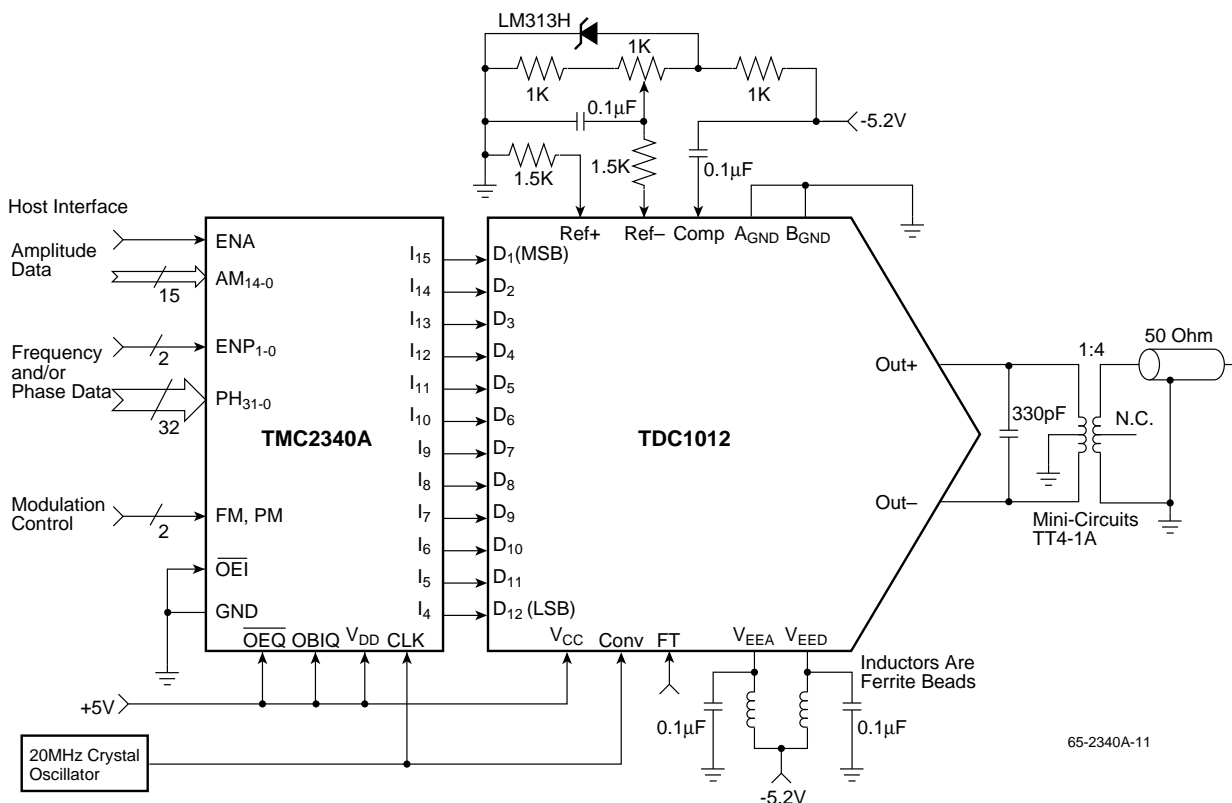 LM313H
1K
1K
1K
0.1µF
-5.2V
1.5K
1.5K
0.1µF
Host Interface
Ref+
Ref–
Comp
A_GND
B_GND
Amplitude
Data
ENA
AM14-0
15
I15
D1(MSB)
I14
D2
I13
D3
Frequency
and/or
Phase Data
2
ENP1-0
PH31-0
32
I12
D4
I11
D5
I10
D6
TMC2340A
TDC1012
I9
D7
I8
D8
Modulation
Control
2
FM, PM
I7
D9
I6
D10
OEI
I5
D11
GND
I4
D12 (LSB)
Out+
Out–
330pF
1:4
50 Ohm
N.C.
Mini-Circuits
TT4-1A
OEQ
OBIQ
VDD
CLK
VCC
Conv
FT
VEEA
VEED
Inductors Are
Ferrite Beads
+5V
0.1µF
0.1µF
20MHz Crystal
Oscillator
-5.2V
65-2340A-11